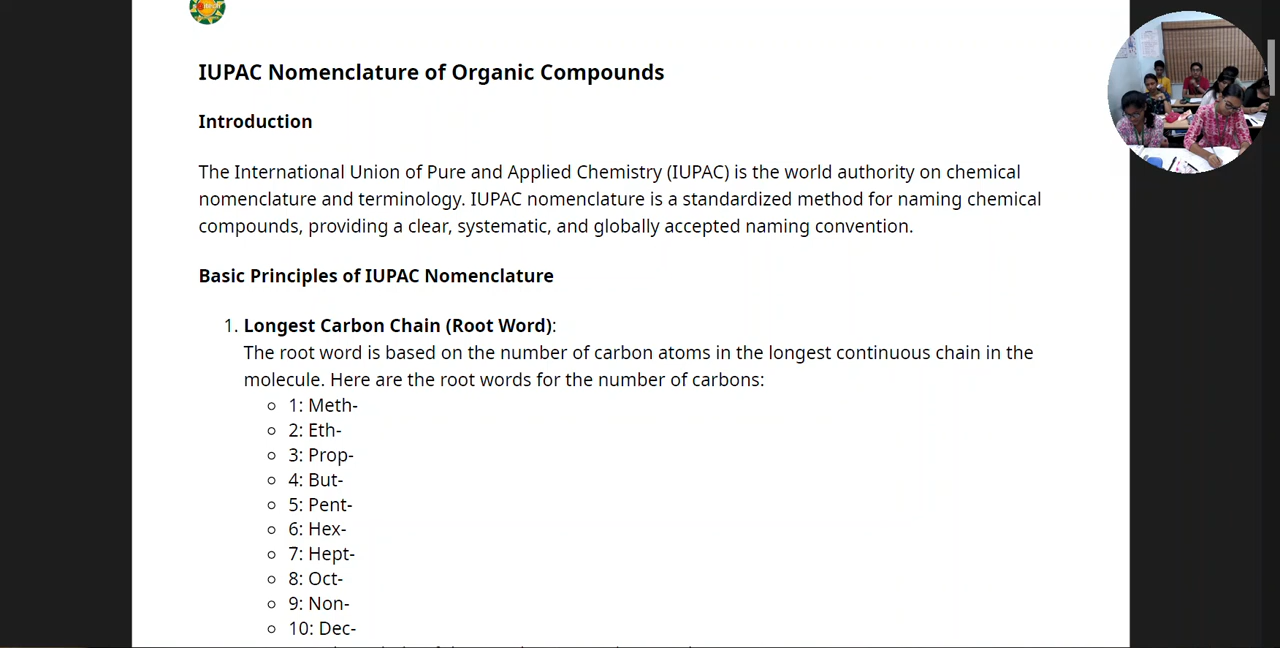 IUPAC Nomenclature of Organic Compounds
Introduction
The International Union of Pure and Applied Chemistry (IUPAC) is the world authority on chemical
nomenclature and terminology. IUPAC nomenclature is a standardized method for naming chemical
compounds, providing a clear, systematic, and globally accepted naming convention.
Basic Principles of IUPAC Nomenclature
1. Longest Carbon Chain (Root Word):
The root word is based on the number of carbon atoms in the longest continuous chain in the
molecule. Here are the root words for the number of carbons:
1: Meth-
2: Eth-
3: Prop-
4: But-
5: Pent-
6: Hex-
7: Hept-
8: Oct-
9: Non-
10: Dec-